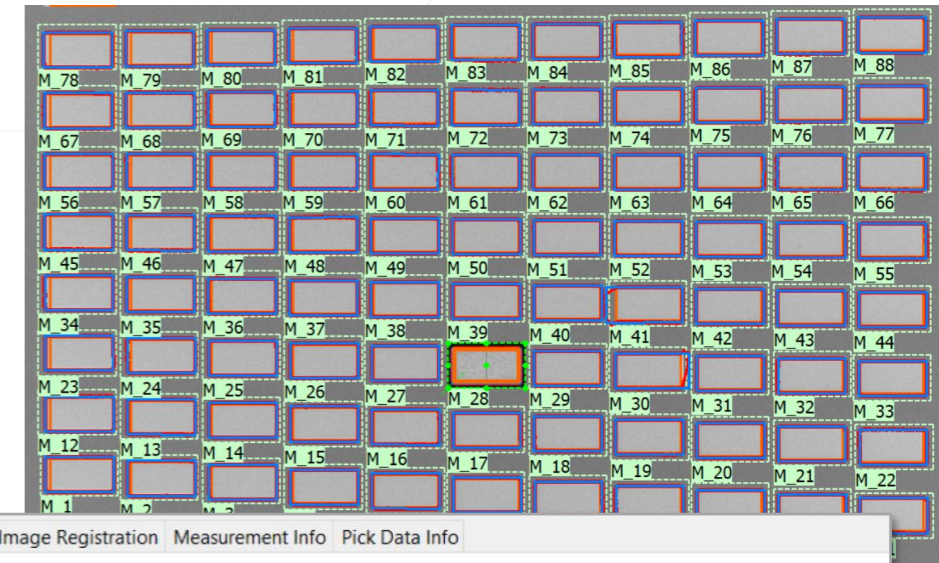 M_78 M_79 M_80 M_81 M_82 M_83 M_84 M_85 M_86 M_87 M_88
M_67 M_68 M_69 M_70 M_71 M_72 M_73 M_74 M_75 M_76 M_77
M_56 M_57 M_58 M_59 M_60 M_61 M_62 M_63 M_64 M_65 M_66
M_45 M_46 M_47 M_48 M_49 M_50 M_51 M_52 M_53 M_54 M_55
M_34 M_35 M_36 M_37 M_38 M_39 M_40 M_41 M_42 M_43 M_44
M_23 M_24 M_25 M_26 M_27 M_28 M_29 M_30 M_31 M_32 M_33
M_12 M_13 M_14 M_15 M_16 M_17 M_18 M_19 M_20 M_21 M_22
M_1 M_2
Image Registration Measurement Info Pick Data Info